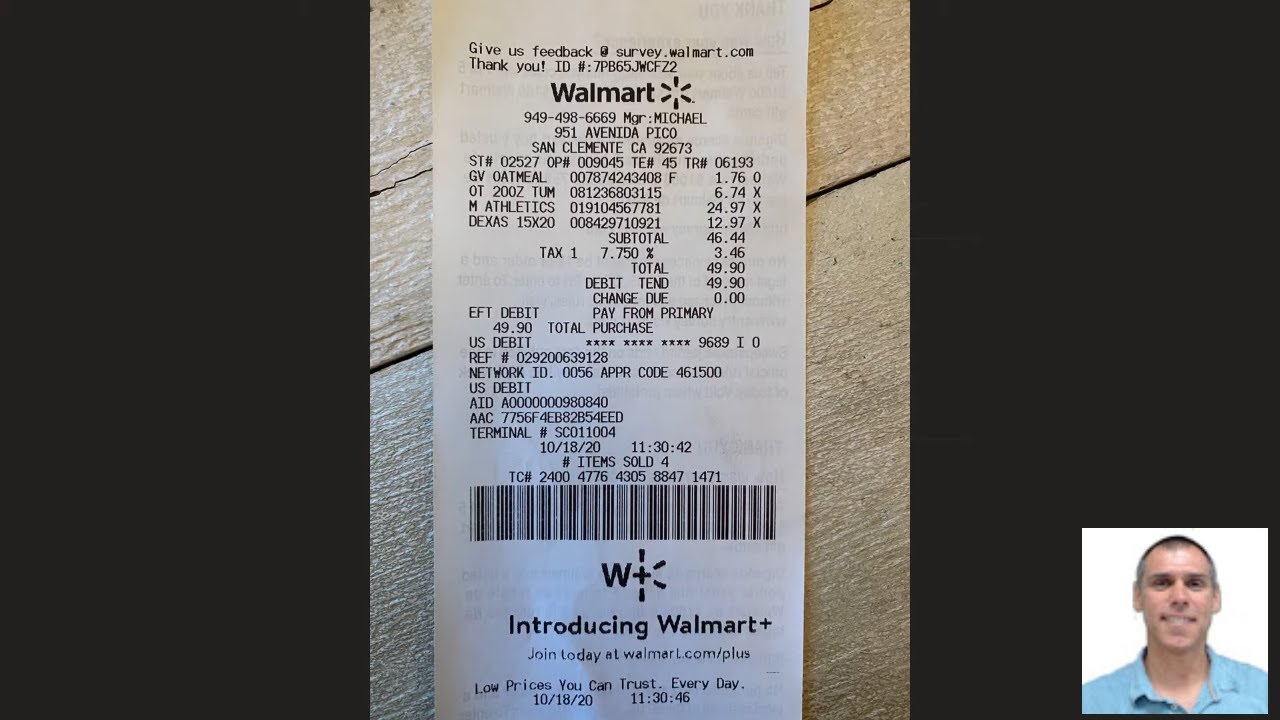 Give us feedback @ survey.walmart.com
Thank you! ID #:7PB65JWCFZ2
Walmart
949-498-6669 Mgr:MICHAEL
951 AVENIDA PICO
SAN CLEMENTE CA 92673
ST# 02527 OP# 009045 TE# 45 TR# 06193
GV OATMEAL 007874243408 F 1.76 O
OT 20OZ TUM 081236803115 6.74 X
M ATHLETICS 019104567781 24.97 X
DEXAS 15X20 008429710921 12.97 X
SUBTOTAL 46.44
TAX 1 7.750 % 3.46
TOTAL 49.90
DEBIT TEND 49.90
CHANGE DUE 0.00
EFT DEBIT PAY FROM PRIMARY
49.90 TOTAL PURCHASE
US DEBIT **** **** **** 9689 I 0
REF # 029200639128
NETWORK ID. 0056 APPR CODE 461500
US DEBIT
AID A0000000980840
AAC 7756F4EB82B54EED
TERMINAL # SC011004
10/18/20 11:30:42
# ITEMS SOLD 4
TC# 2400 4776 4305 8847 1471
W+
Introducing Walmart+
Join today at walmart.com/plus
Low Prices You Can Trust. Every Day.
10/18/20 11:30:46